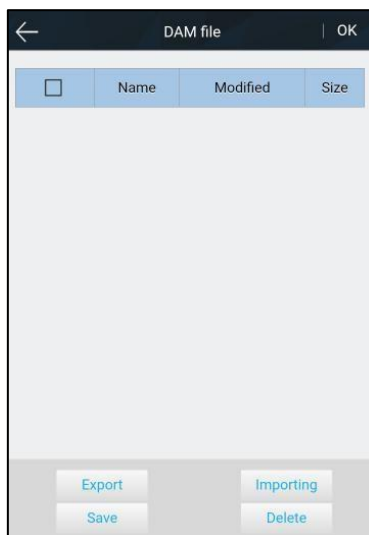 DAM file | OK
Name Modified Size
Export Importing
Save Delete